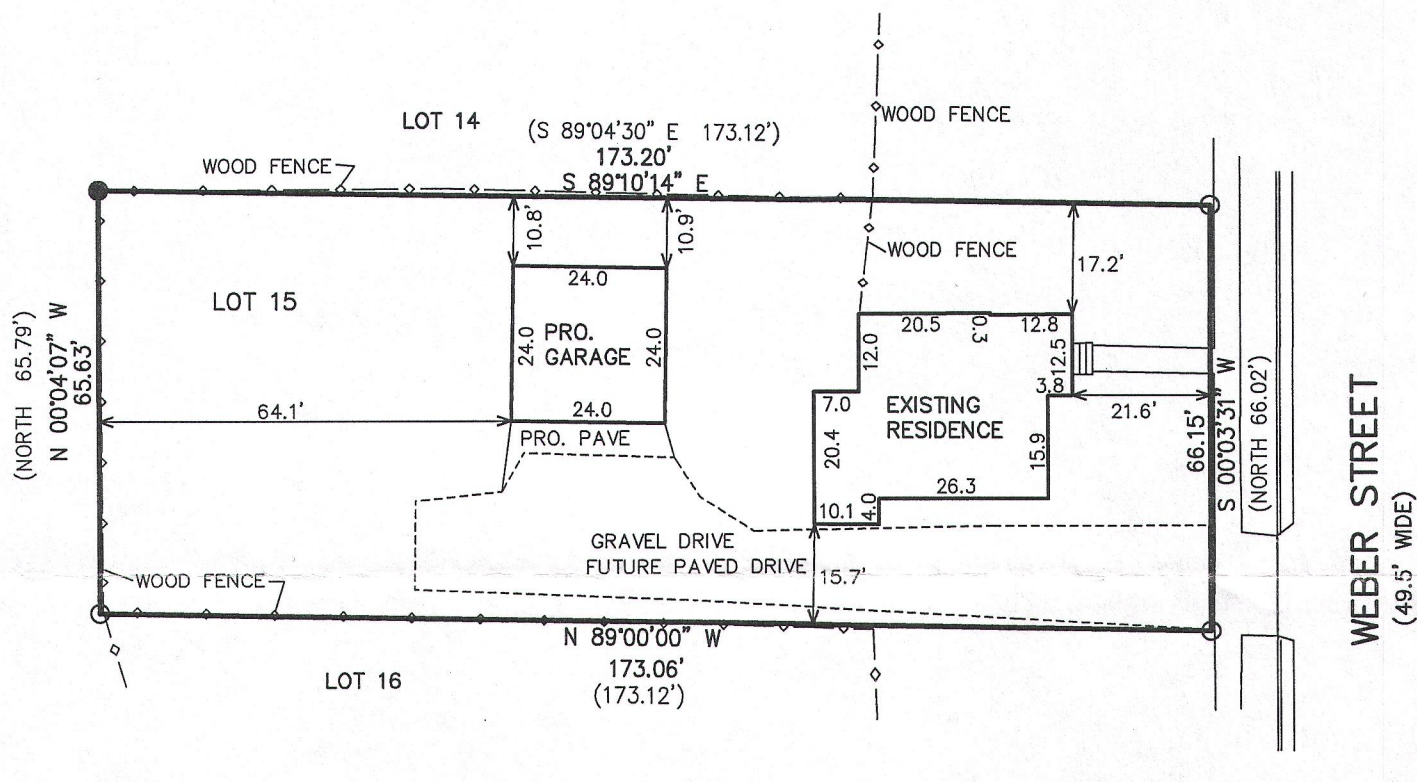 WOOD FENCE
LOT 14
(S 89°04'30" E 173.12')
173.20'
S 89°10'14" E
WOOD FENCE
WOOD FENCE
10.8'
10.9'
17.2'
24.0
LOT 15
24.0
PRO.
GARAGE
24.0
24.0
20.5
0.3
12.8
12.0
12.5
3.8
7.0
EXISTING
RESIDENCE
21.6'
20.4
15.9
26.3
10.1
4.0
(NORTH 65.79')
N 00°04'07" W
65.63'
64.1'
PRO. PAVE
66.15'
S 00°03'31" W
(NORTH 66.02')
WEBER STREET
(49.5' WIDE)
GRAVEL DRIVE
FUTURE PAVED DRIVE
15.7'
WOOD FENCE
N 89°00'00" W
173.06'
(173.12')
LOT 16